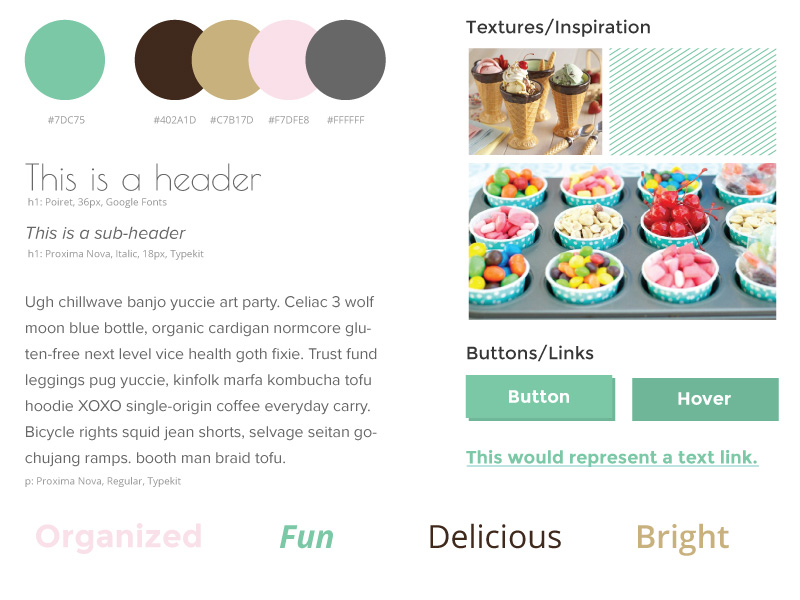 #7DC75
#402A1D
#C7B17D
#F7DFE8
#FFFFFF
This is a header
h1: Poiret, 36px, Google Fonts
This is a sub-header
h1: Proxima Nova, Italic, 18px, Typekit
Ugh chillwave banjo yuccie art party. Celiac 3 wolf
moon blue bottle, organic cardigan normcore glu-
ten-free next level vice health goth fixie. Trust fund
leggings pug yuccie, kinfolk marfa kombucha tofu
hoodie XOXO single-origin coffee everyday carry.
Bicycle rights squid jean shorts, selvage seitan go-
chujang ramps. booth man braid tofu.
p: Proxima Nova, Regular, Typekit
Textures/Inspiration
Buttons/Links
Button
Hover
This would represent a text link.
Organized
Fun
Delicious
Bright